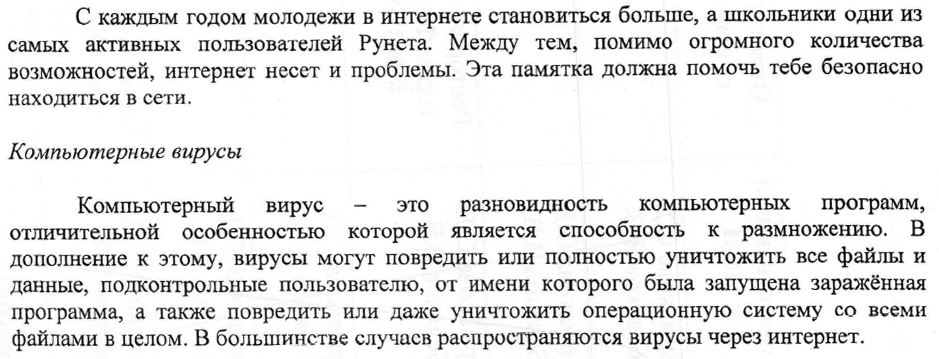 С каждым годом молодежи в интернете становиться больше, а школьники одни из
самых активных пользователей Рунета. Между тем, помимо огромного количества
возможностей, интернет несет и проблемы. Эта памятка должна помочь тебе безопасно
находиться в сети.
Компьютерные вирусы
Компьютерный вирус – это разновидность компьютерных программ,
отличительной особенностью которой является способность к размножению. В
дополнение к этому, вирусы могут повредить или полностью уничтожить все файлы и
данные, подконтрольные пользователю, от имени которого была запущена заражённая
программа, а также повредить или даже уничтожить операционную систему со всеми
файлами в целом. В большинстве случаев распространяются вирусы через интернет.